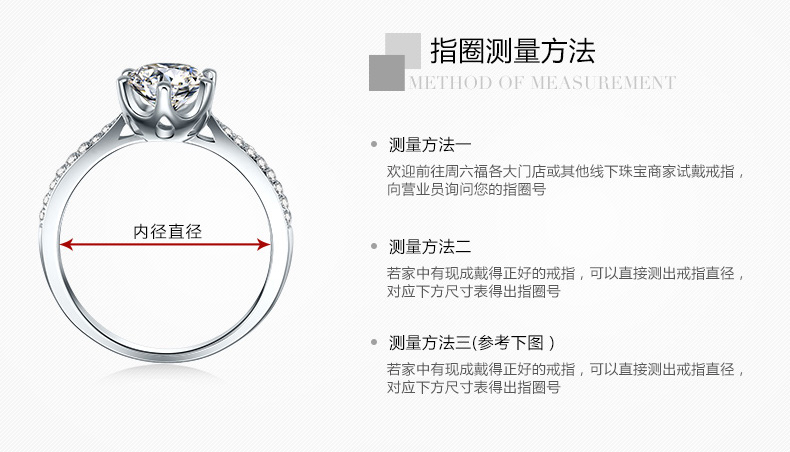 指圈测量方法
METHOD OF MEASUREMENT
测量方法一
欢迎前往周六福各大门店或其他线下珠宝商家试戴戒指，
向营业员询问您的指圈号
内径直径
测量方法二
若家中有现成戴得正好的戒指，可以直接测出戒指直径，
对应下方尺寸表得出指圈号
测量方法三(参考下图）
若家中有现成戴得正好的戒指，可以直接测出戒指直径，
对应下方尺寸表得出指圈号